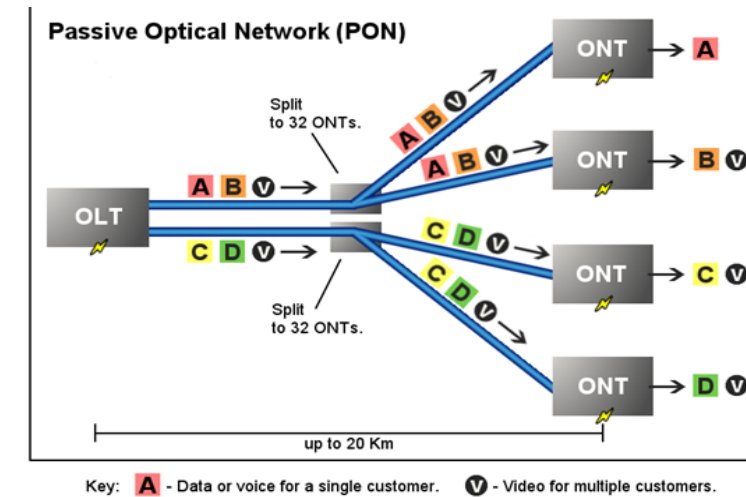 Passive Optical Network (PON)
ONT
A
Split
to 32 ONTs.
A B V
A B V
ONT
B V
A B V
OLT
C D V
C D V
ONT
C V
C D V
Split
to 32 ONTs.
ONT
D V
up to 20 Km
Key: A - Data or voice for a single customer. V - Video for multiple customers.